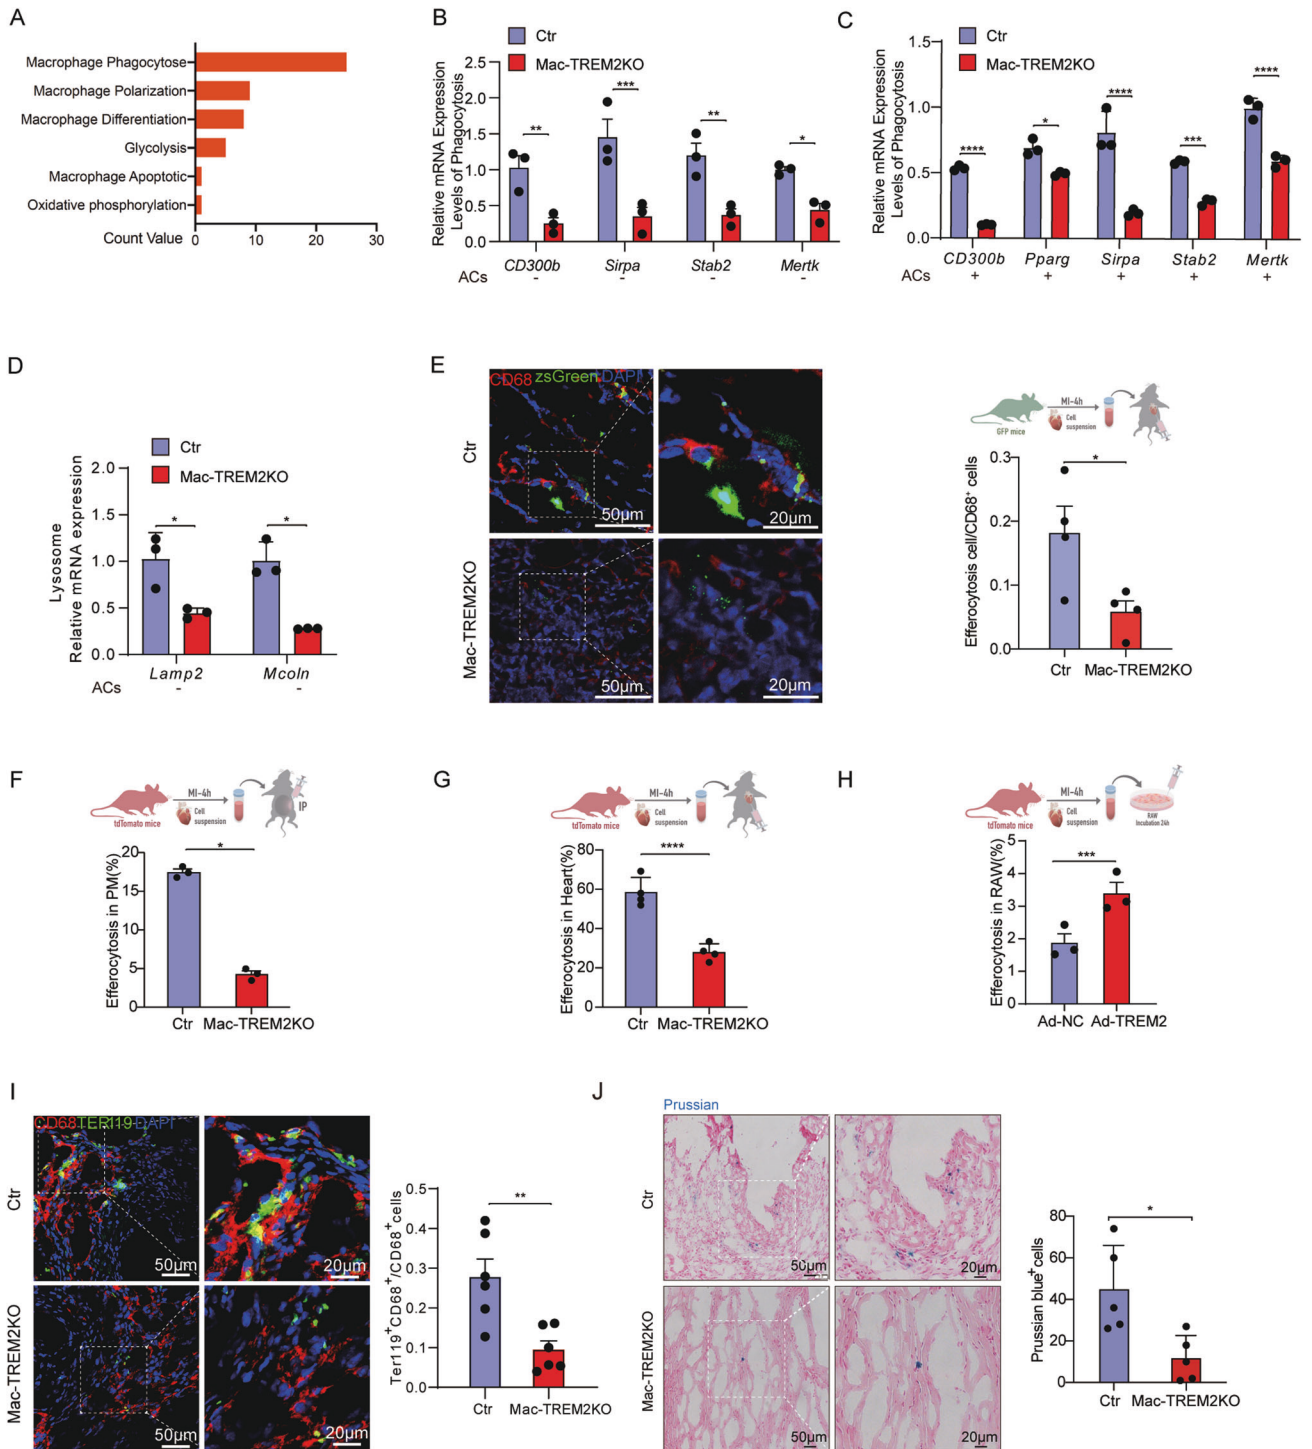 A
Macrophage Phagocytose
Macrophage Polarization
Macrophage Differentiation
Glycolysis
Macrophage Apoptotic
Oxidative phosphorylation
Count Value
0 10 20 30
B
Ctr
Mac-TREM2KO
Relative mRNA Expression
Levels of Phagocytosis
2.5
2.0
1.5
1.0
0.5
0.0
** *** ** *
CD300b Sirpa Stab2 Mertk
ACs - - - -
C
Ctr
Mac-TREM2KO
Relative mRNA Expression
Levels of Phagocytosis
1.5
1.0
0.5
0.0
**** * **** *** ****
CD300b Pparg Sirpa Stab2 Mertk
ACs + + + + +
D
Ctr
Mac-TREM2KO
Lysosome
Relative mRNA expression
2.0
1.5
1.0
0.5
0.0
* *
Lamp2 Mcoln
ACs - -
E
CD68 zsGreen DAPI
Ctr
50μm 20μm
Mac-TREM2KO
50μm 20μm
GFP mice
MI-4h
Cell
suspension
Efferocytosis cell/CD68+ cells
0.3
0.2
0.1
0.0
*
Ctr Mac-TREM2KO
F
tdTomato mice
MI-4h
Cell
suspension
IP
Efferocytosis in PM(%)
20
15
10
5
0
*
Ctr Mac-TREM2KO
G
tdTomato mice
MI-4h
Cell
suspension
Efferocytosis in Heart(%)
80
60
40
20
0
****
Ctr Mac-TREM2KO
H
tdTomato mice
MI-4h
Cell
suspension
RAW
Incubation 24h
Efferocytosis in RAW(%)
5
4
3
2
1
0
***
Ad-NC Ad-TREM2
I
CD68 TER119 DAPI
Ctr
50μm 20μm
Mac-TREM2KO
50μm 20μm
Ter119+CD68+/CD68+cells
0.5
0.4
0.3
0.2
0.1
0.0
**
Ctr Mac-TREM2KO
J
Prussian
Ctr
50μm 20μm
Mac-TREM2KO
50μm 20μm
Prussian blue+ cells
80
60
40
20
0
*
Ctr Mac-TREM2KO